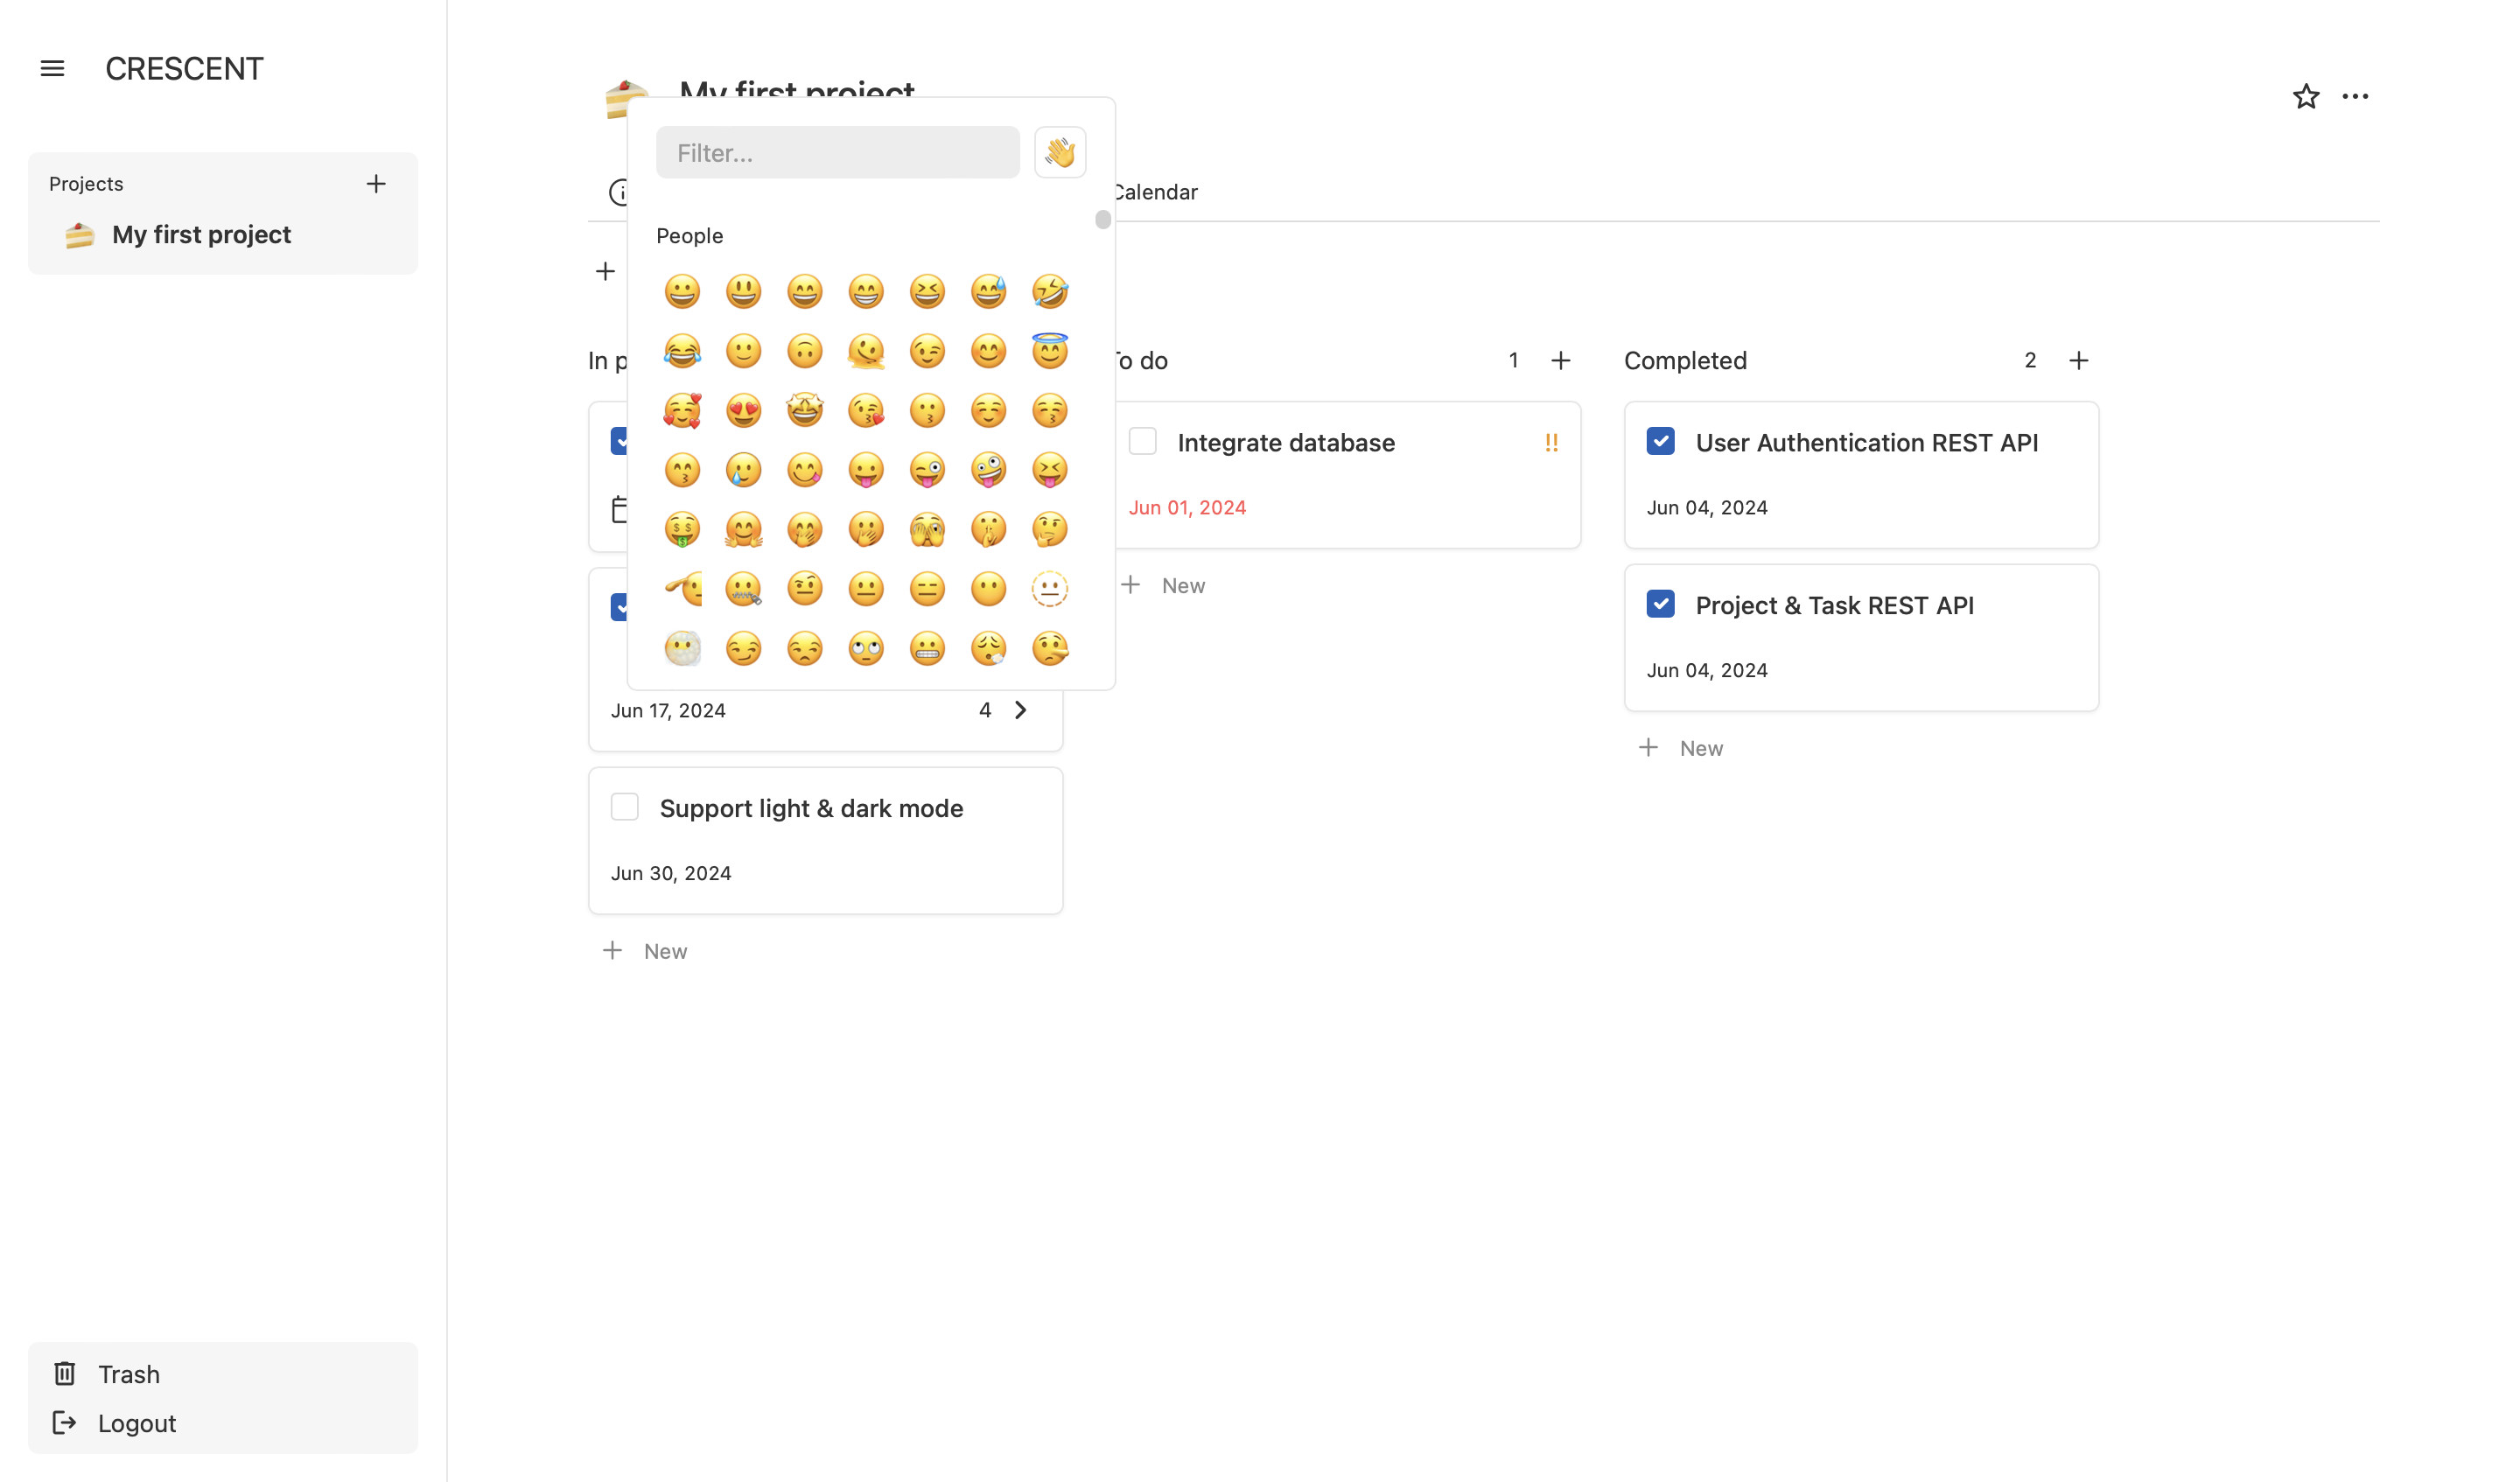 CRESCENT
Projects
My first project
My first project
Filter...
People
Calendar
In p
To do
1
Completed
2
Integrate database
!!
Jun 01, 2024
New
User Authentication REST API
Jun 04, 2024
Project & Task REST API
Jun 04, 2024
New
Jun 17, 2024
4
Support light & dark mode
Jun 30, 2024
New
Trash
Logout